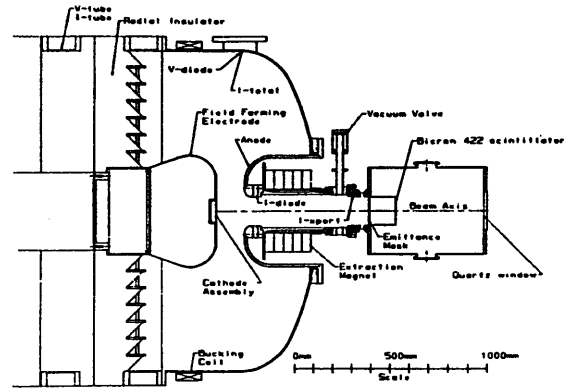 V-tube
I-tube
Radial Insulator
V-diode
I-total
Field Forming
Electrode
Vacuum Valve
Anode
Bicron 422 scintillator
I-diode
Beam Axis
I-xport
Emittance
Mask
Cathode
Assembly
Extraction
Magnet
Quartz window
Bucking
Coil
0mm 500mm 1000mm
Scale